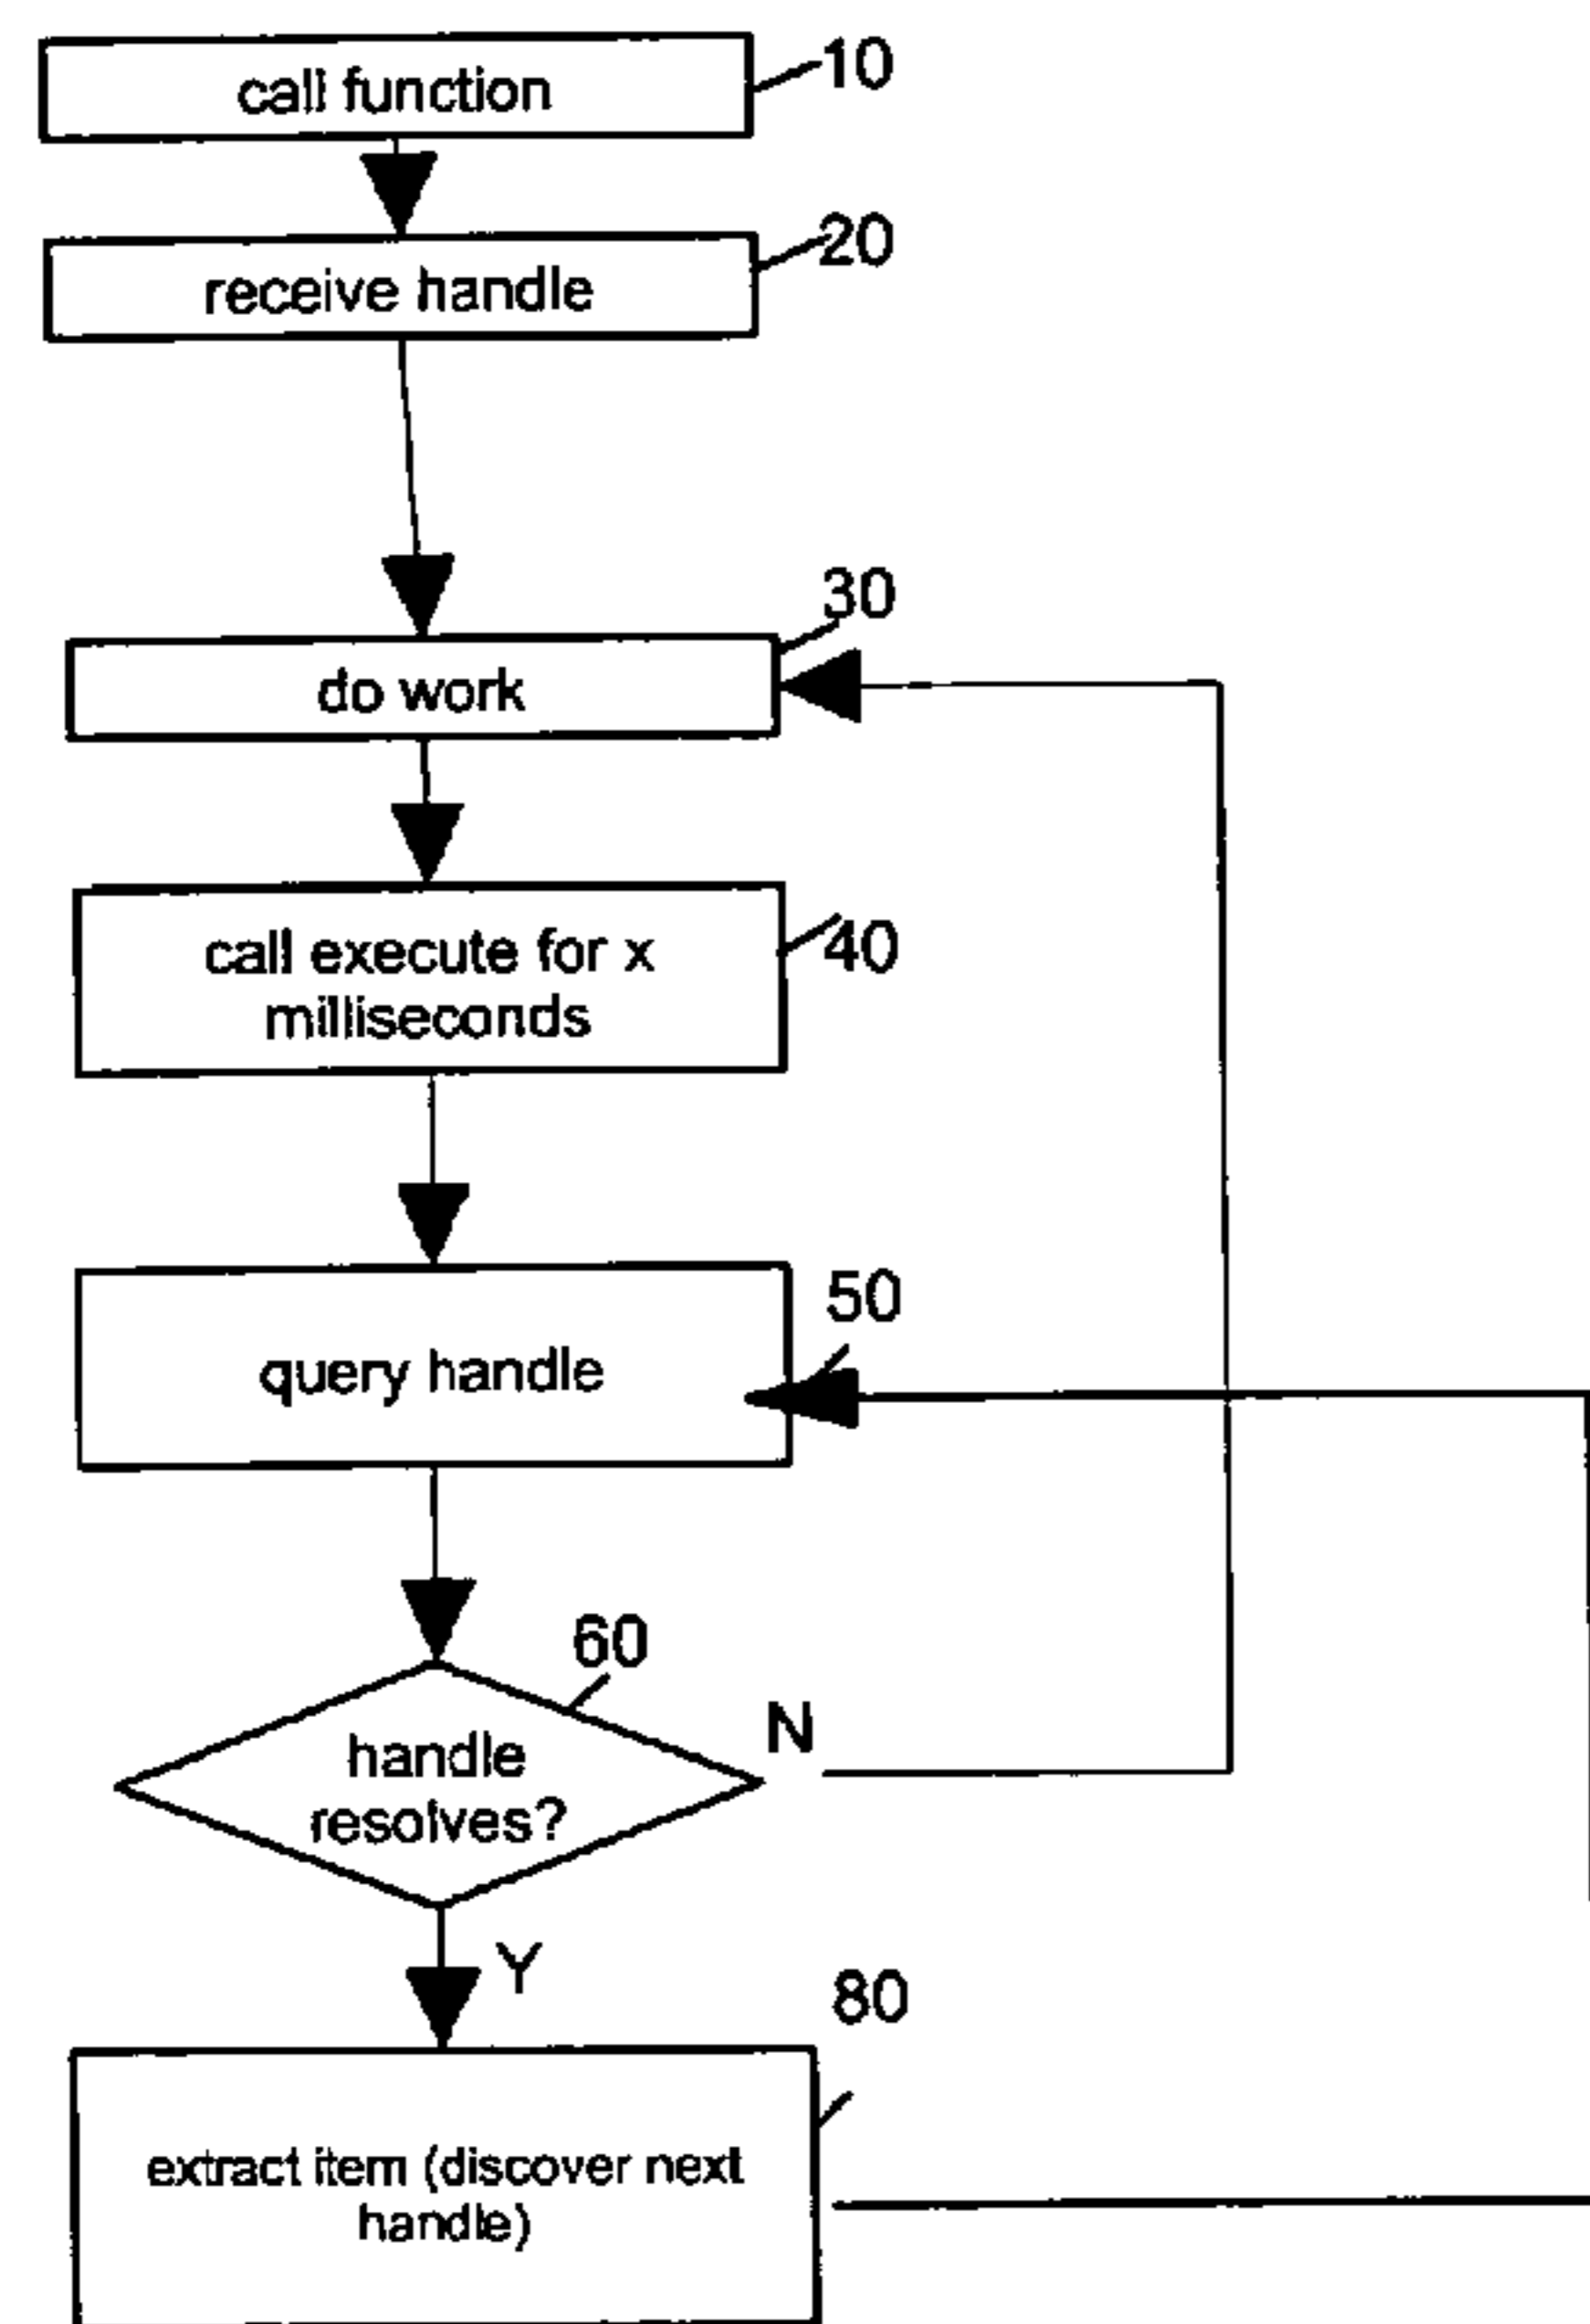 call function
10
receive handle
20
do work
30
call execute for x
milliseconds
40
query handle
50
60
handle
resolves?
N
Y
80
extract item (discover next
handle)